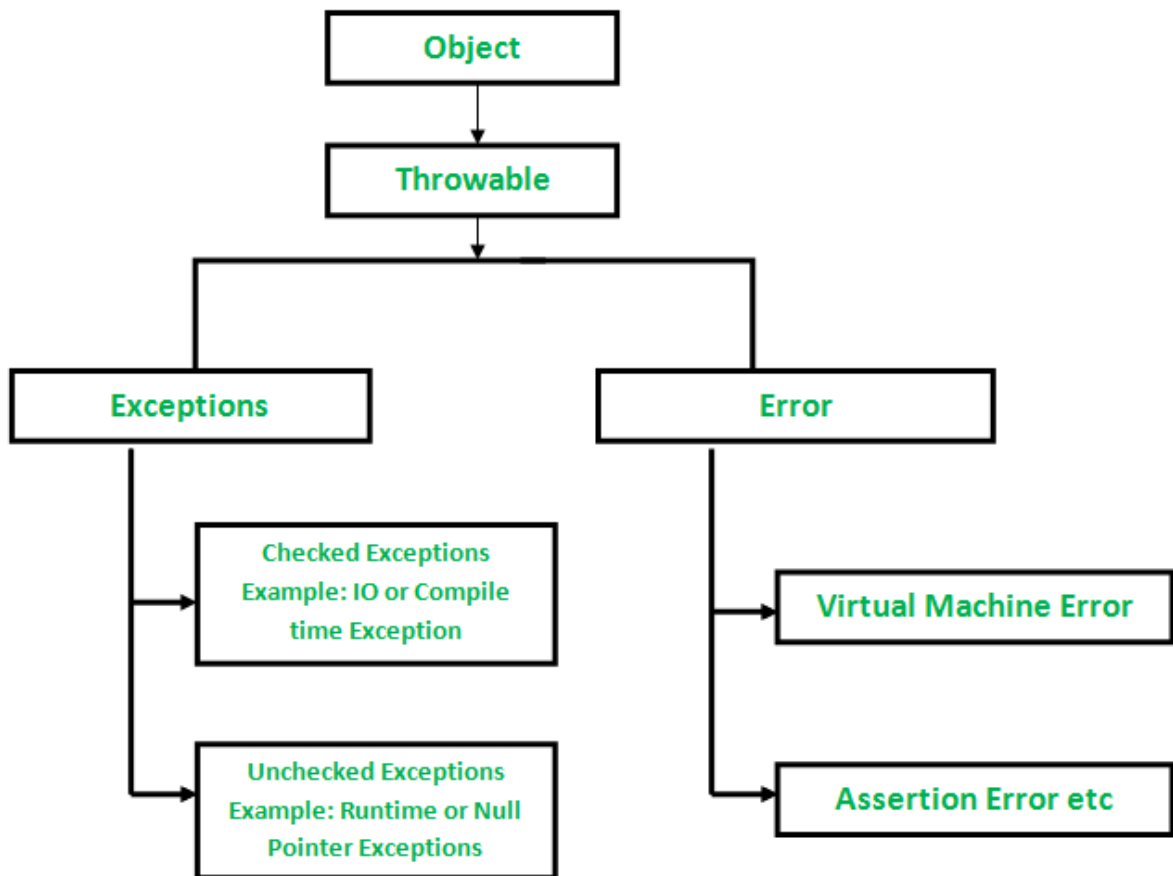 Object
Throwable
Exceptions
Error
Checked Exceptions
Example: IO or Compile
time Exception
Virtual Machine Error
Unchecked Exceptions
Example: Runtime or Null
Pointer Exceptions
Assertion Error etc